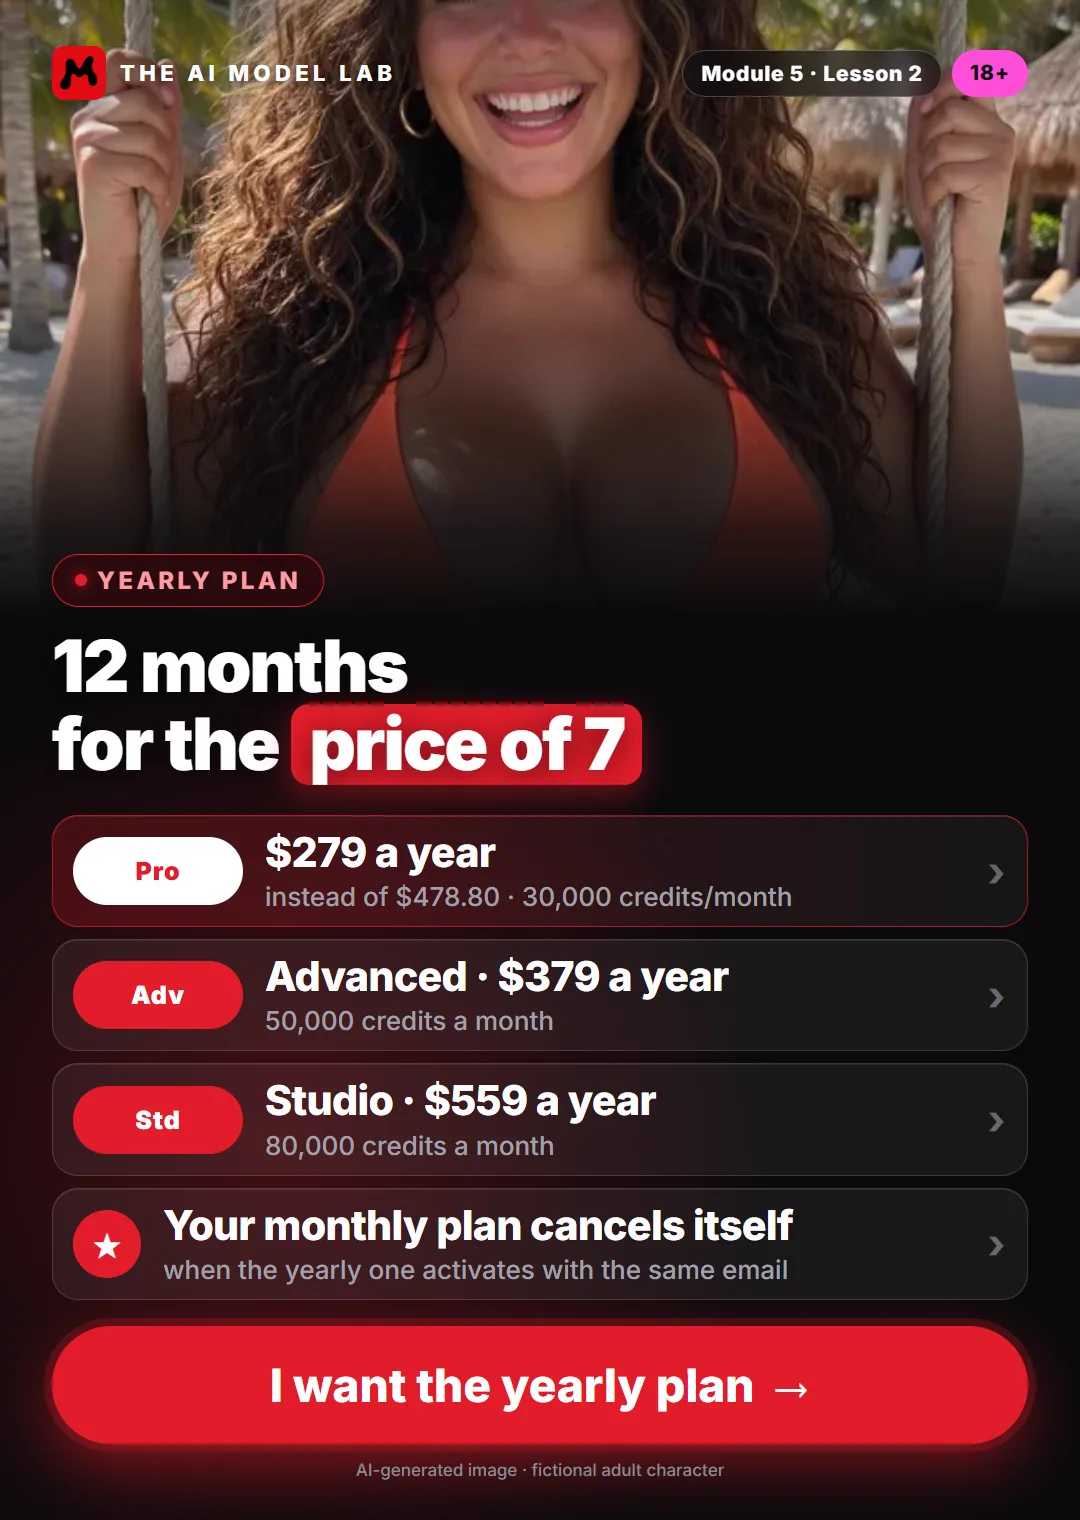 THE AI MODEL LAB
Module 5 · Lesson 2
18+
YEARLY PLAN
12 months
for the price of 7
Pro
$279 a year
instead of $478.80 · 30,000 credits/month
Adv
Advanced · $379 a year
50,000 credits a month
Std
Studio · $559 a year
80,000 credits a month
Your monthly plan cancels itself
when the yearly one activates with the same email
I want the yearly plan →
AI-generated image · fictional adult character